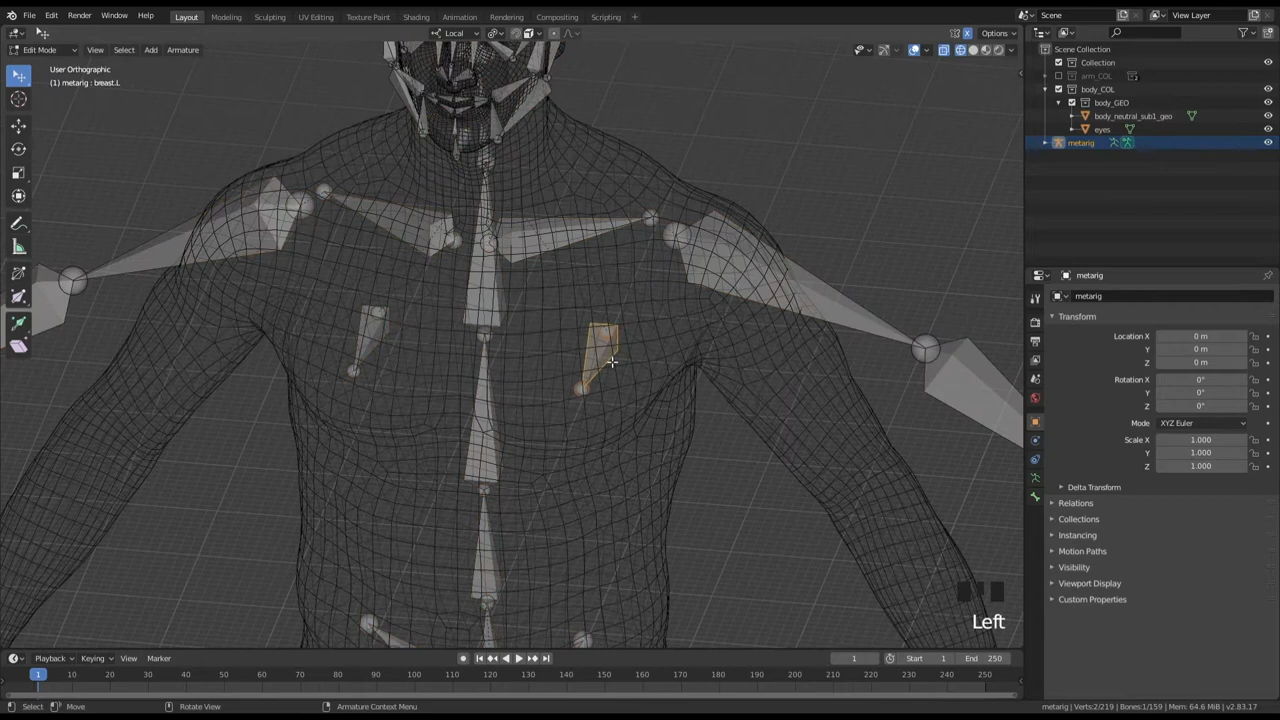 File Edit Render Window Help Layout Modeling Sculpting UV Editing Texture Paint Shading Animation Rendering Compositing Scripting + Scene View Layer
Local Options
Edit Mode View Select Add Armature
User Orthographic
(1) metarig : breast.L
Scene Collection
Collection
arm_COL
body_COL
body_GEO
body_neutral_sub1_geo
eyes
metarig
metarig
metarig
Transform
Location X 0 m
Y 0 m
Z 0 m
Rotation X 0°
Y 0°
Z 0°
Mode XYZ Euler
Scale X 1.000
Y 1.000
Z 1.000
Delta Transform
Relations
Collections
Instancing
Motion Paths
Visibility
Viewport Display
Custom Properties
Left
Playback Keying View Marker 1 Start 1 End 250
1 10 20 30 40 50 60 70 80 90 100 110 120 130 140 150 160 170 180 190 200 210 220 230 240 250
Select Move Rotate View Armature Context Menu metarig | Verts:2/219 | Bones:1/159 | Mem: 64.6 MiB | v2.83.17